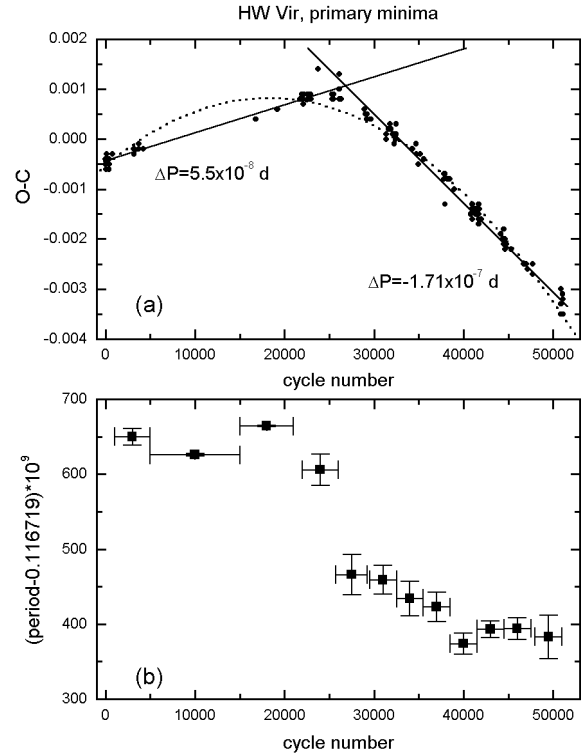 HW Vir, primary minima
(a)
0.002
0.001
0.000
-0.001
-0.002
-0.003
-0.004
O-C
ΔP=5.5x10⁻⁸ d
ΔP=-1.71x10⁻⁷ d
0 10000 20000 30000 40000 50000
cycle number
700
600
500
400
300
(period-0.116719)*10⁹
(b)
0 10000 20000 30000 40000 50000
cycle number